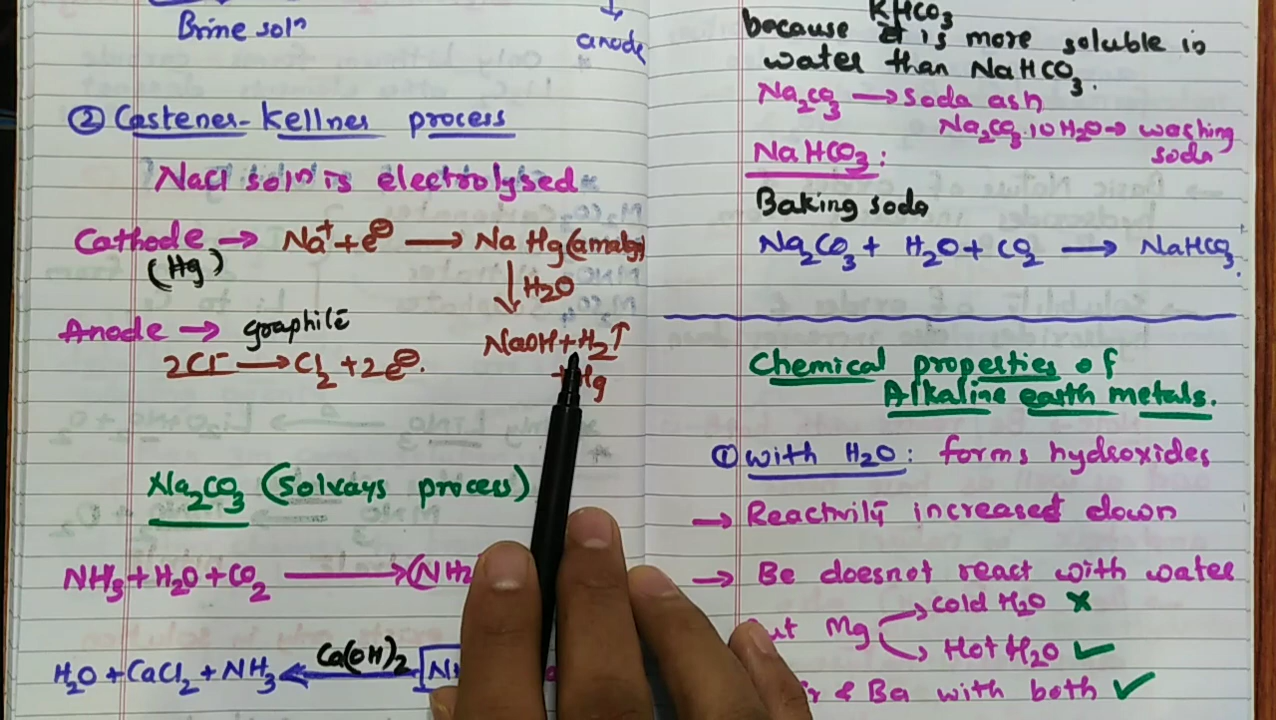 Brine solⁿ
anode
② Castener-Kellner process
NaCl solⁿ is electrolysed
Cathode → Na⁺ + e⊖ → Na Hg (amalgy)
(Hg)
↓ H2O
NaOH + H₂↑
+ Hg
Anode → graphite
2Cl⁻ → Cl₂ + 2e⊖.
Na₂CO₃ (Solvays process)
NH₃ + H₂O + CO₂ → (NH₄
H₂O + CaCl₂ + NH₃ ← Ca(OH)₂
KHCO₃
because it is more soluble in
water than NaHCO₃.
Na₂CO₃ → Soda ash
Na₂CO₃.10H₂O → washing
soda
NaHCO₃:
Baking soda
Na₂CO₃ + H₂O + CO₂ → NaHCO₃.
Chemical properties of
Alkaline earth metals.
① with H₂O: forms hydroxides
→ Reactivity increased down
→ Be doesnot react with water
Mg → Cold H₂O ✗
→ Hot H₂O ✓
& Ba with both ✓